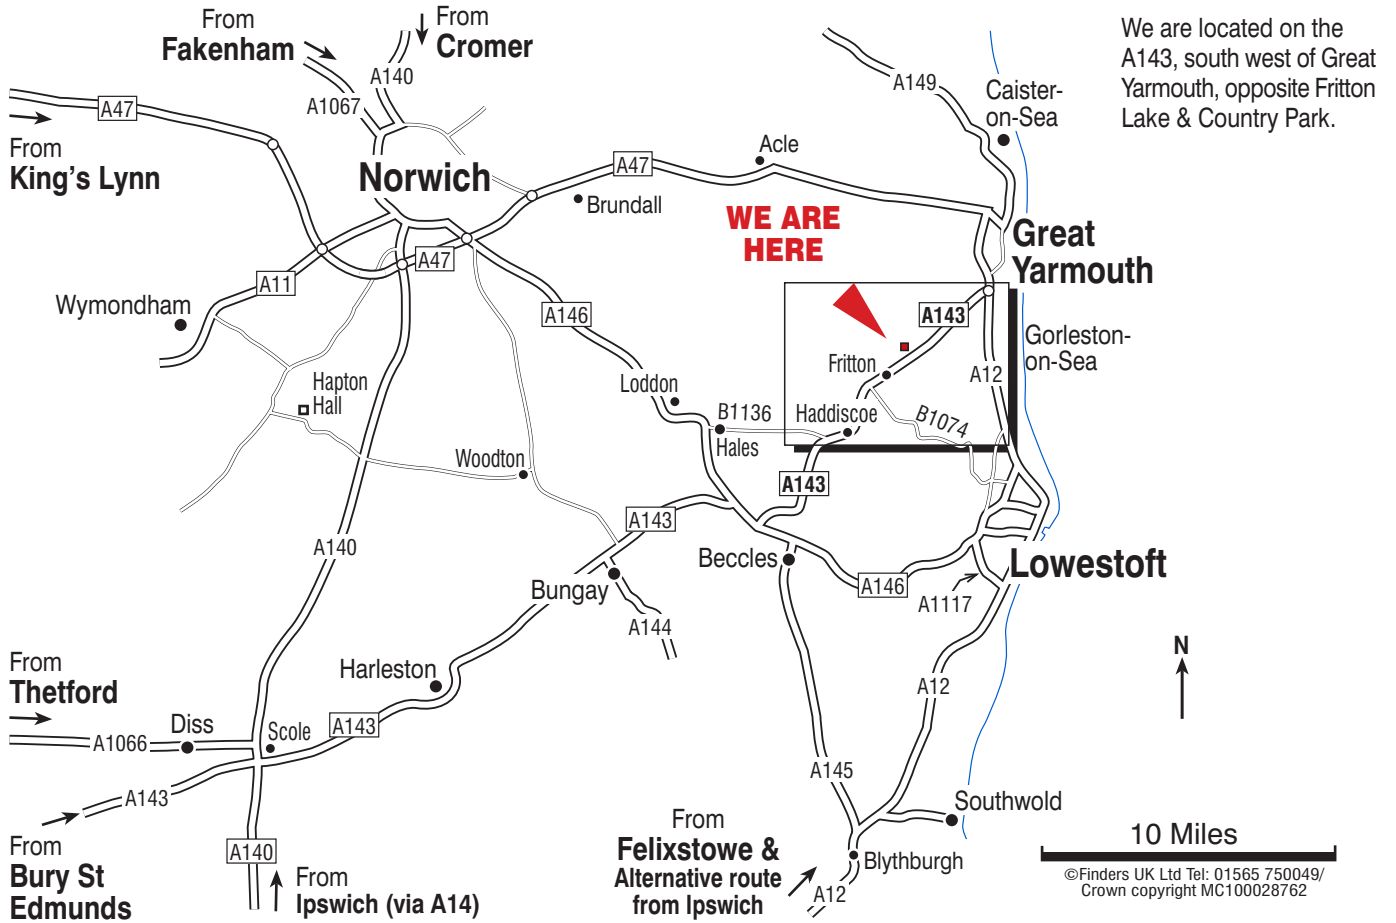 From
Fakenham
From
Cromer
We are located on the
A143, south west of Great
Yarmouth, opposite Fritton
Lake & Country Park.
A140
A1067
A47
A149
Caister-
on-Sea
From
King's Lynn
Norwich
A47
Acle
Brundall
WE ARE
HERE
Great
Yarmouth
A47
A11
Wymondham
A146
A143
Gorleston-
on-Sea
Fritton
A12
Hapton
Hall
Loddon
B1136
Haddiscoe
B1074
Hales
Woodton
A143
A143
A140
Beccles
Lowestoft
Bungay
A146
A1117
A144
N
From
Thetford
Harleston
A12
Diss
Scole
A143
A1066
A145
A143
Southwold
From
Bury St
Edmunds
A140
From
Ipswich (via A14)
From
Felixstowe &
Alternative route
from Ipswich
Blythburgh
A12
10 Miles
©Finders UK Ltd Tel: 01565 750049/
Crown copyright MC100028762